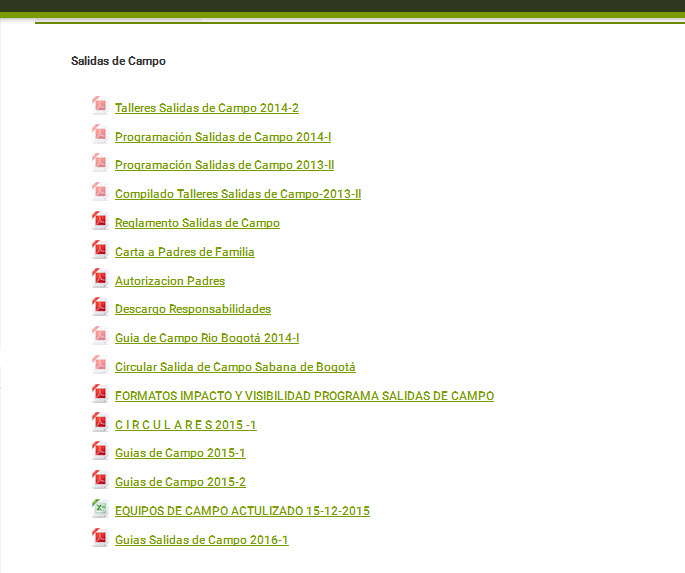 Salidas de Campo
Talleres Salidas de Campo 2014-2
Programación Salidas de Campo 2014-I
Programación Salidas de Campo 2013-II
Compilado Talleres Salidas de Campo-2013-II
Reglamento Salidas de Campo
Carta a Padres de Familia
Autorizacion Padres
Descargo Responsabilidades
Guia de Campo Rio Bogotá 2014-I
Circular Salida de Campo Sabana de Bogotá
FORMATOS IMPACTO Y VISIBILIDAD PROGRAMA SALIDAS DE CAMPO
C I R C U L A R E S 2015 -1
Guias de Campo 2015-1
Guias de Campo 2015-2
EQUIPOS DE CAMPO ACTULIZADO 15-12-2015
Guias Salidas de Campo 2016-1